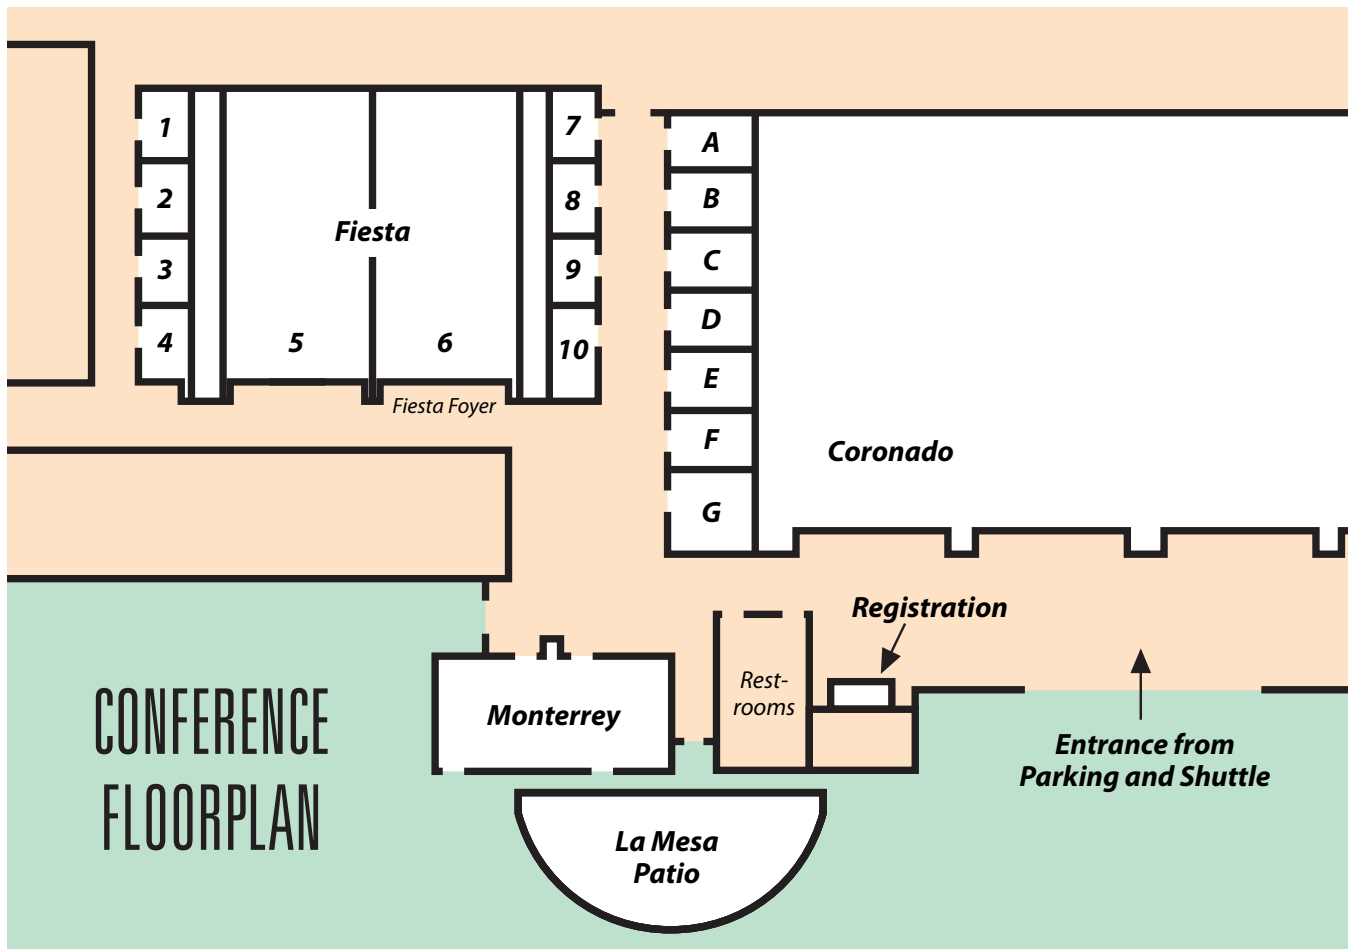 1
2
3
4
Fiesta
5
6
Fiesta Foyer
7
8
9
10
A
B
C
D
E
F
G
Coronado
Registration
Rest-
rooms
Monterrey
Entrance from
Parking and Shuttle
La Mesa
Patio
CONFERENCE
FLOORPLAN